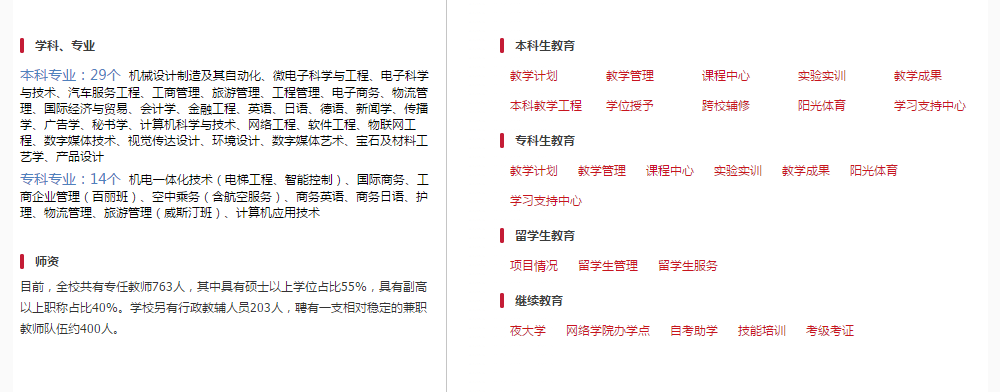 学科、专业
本科专业：29个 机械设计制造及其自动化、微电子科学与工程、电子科学
与技术、汽车服务工程、工商管理、旅游管理、工程管理、电子商务、物流管
理、国际经济与贸易、会计学、金融工程、英语、日语、德语、新闻学、传播
学、广告学、秘书学、计算机科学与技术、网络工程、软件工程、物联网工
程、数字媒体技术、视觉传达设计、环境设计、数字媒体艺术、宝石及材料工
艺学、产品设计
专科专业：14个 机电一体化技术（电梯工程、智能控制）、国际商务、工
商企业管理（百丽班）、空中乘务（含航空服务）、商务英语、商务日语、护
理、物流管理、旅游管理（威斯汀班）、计算机应用技术
师资
目前，全校共有专任教师763人，其中具有硕士以上学位占比55%，具有副高
以上职称占比40%。学校另有行政教辅人员203人，聘有一支相对稳定的兼职
教师队伍约400人。
本科生教育
教学计划 教学管理 课程中心 实验实训 教学成果
本科教学工程 学位授予 跨校辅修 阳光体育 学习支持中心
专科生教育
教学计划 教学管理 课程中心 实验实训 教学成果 阳光体育
学习支持中心
留学生教育
项目情况 留学生管理 留学生服务
继续教育
夜大学 网络学院办学点 自考助学 技能培训 考级考证